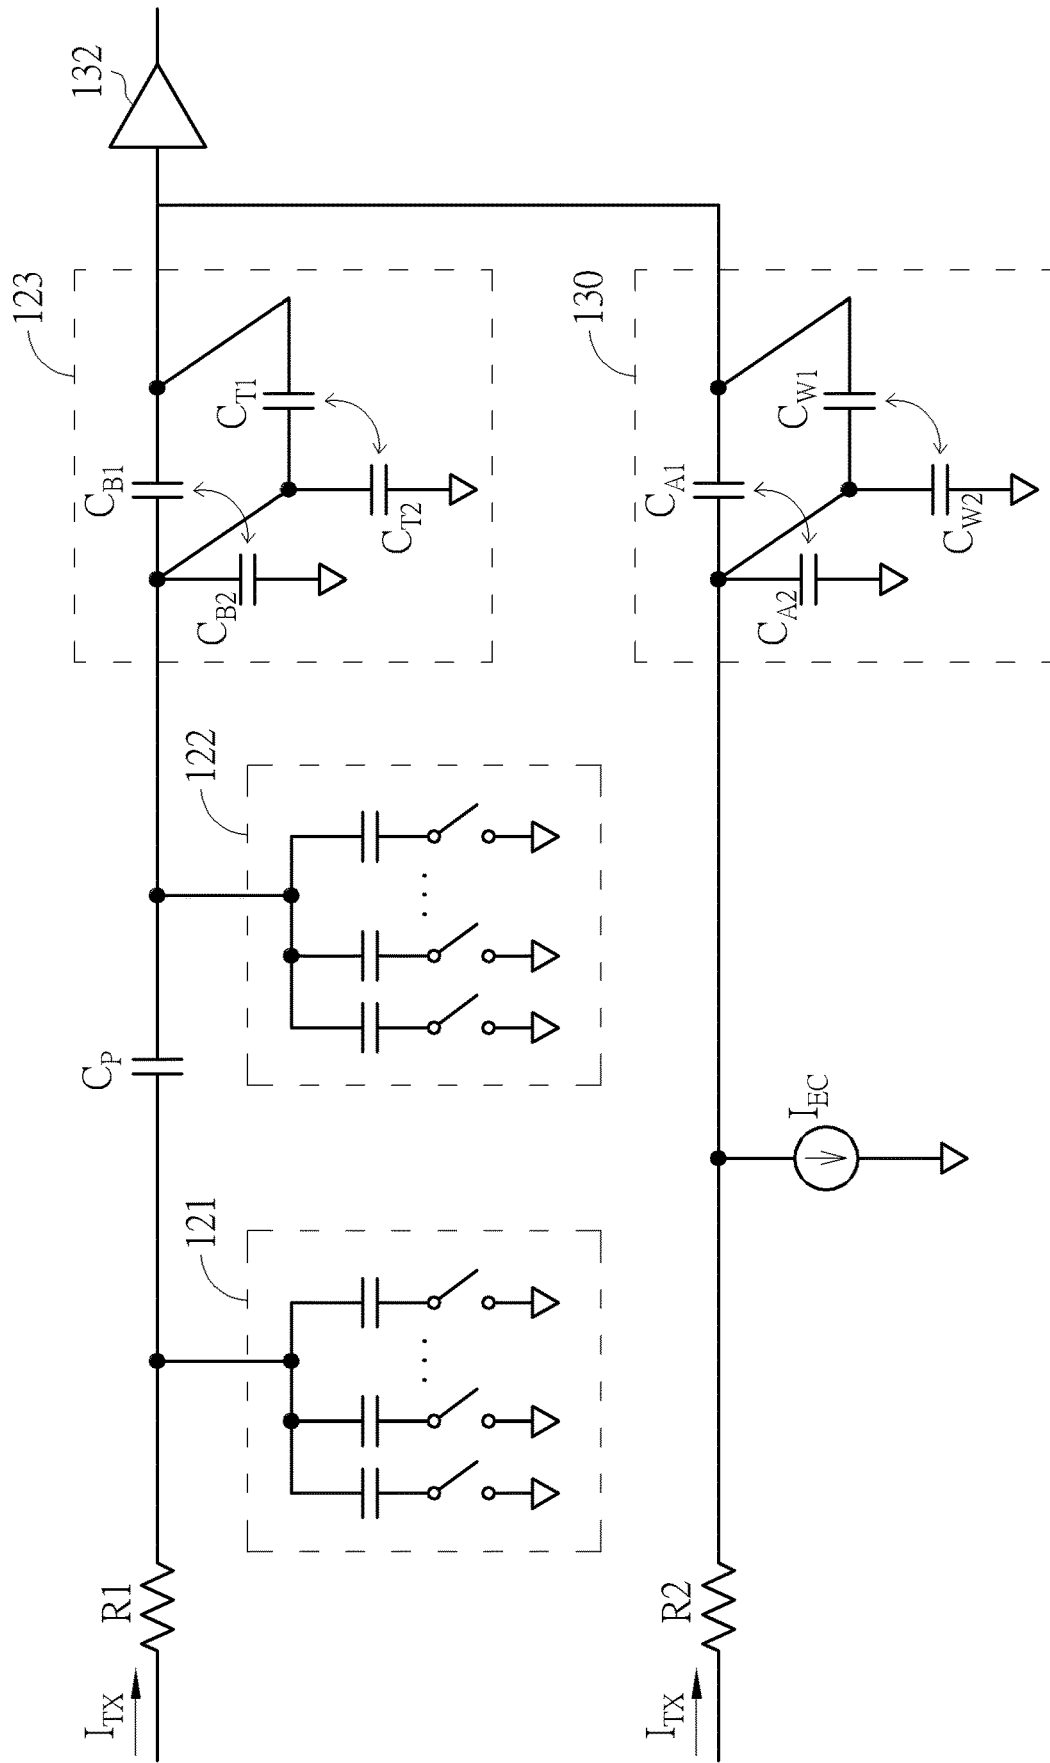 132
123
C_B1
C_T1
C_B2
C_T2
130
C_A1
C_W1
C_A2
C_W2
122
C_P
121
I_EC
R1
I_TX
R2
I_TX
. . .
. . .